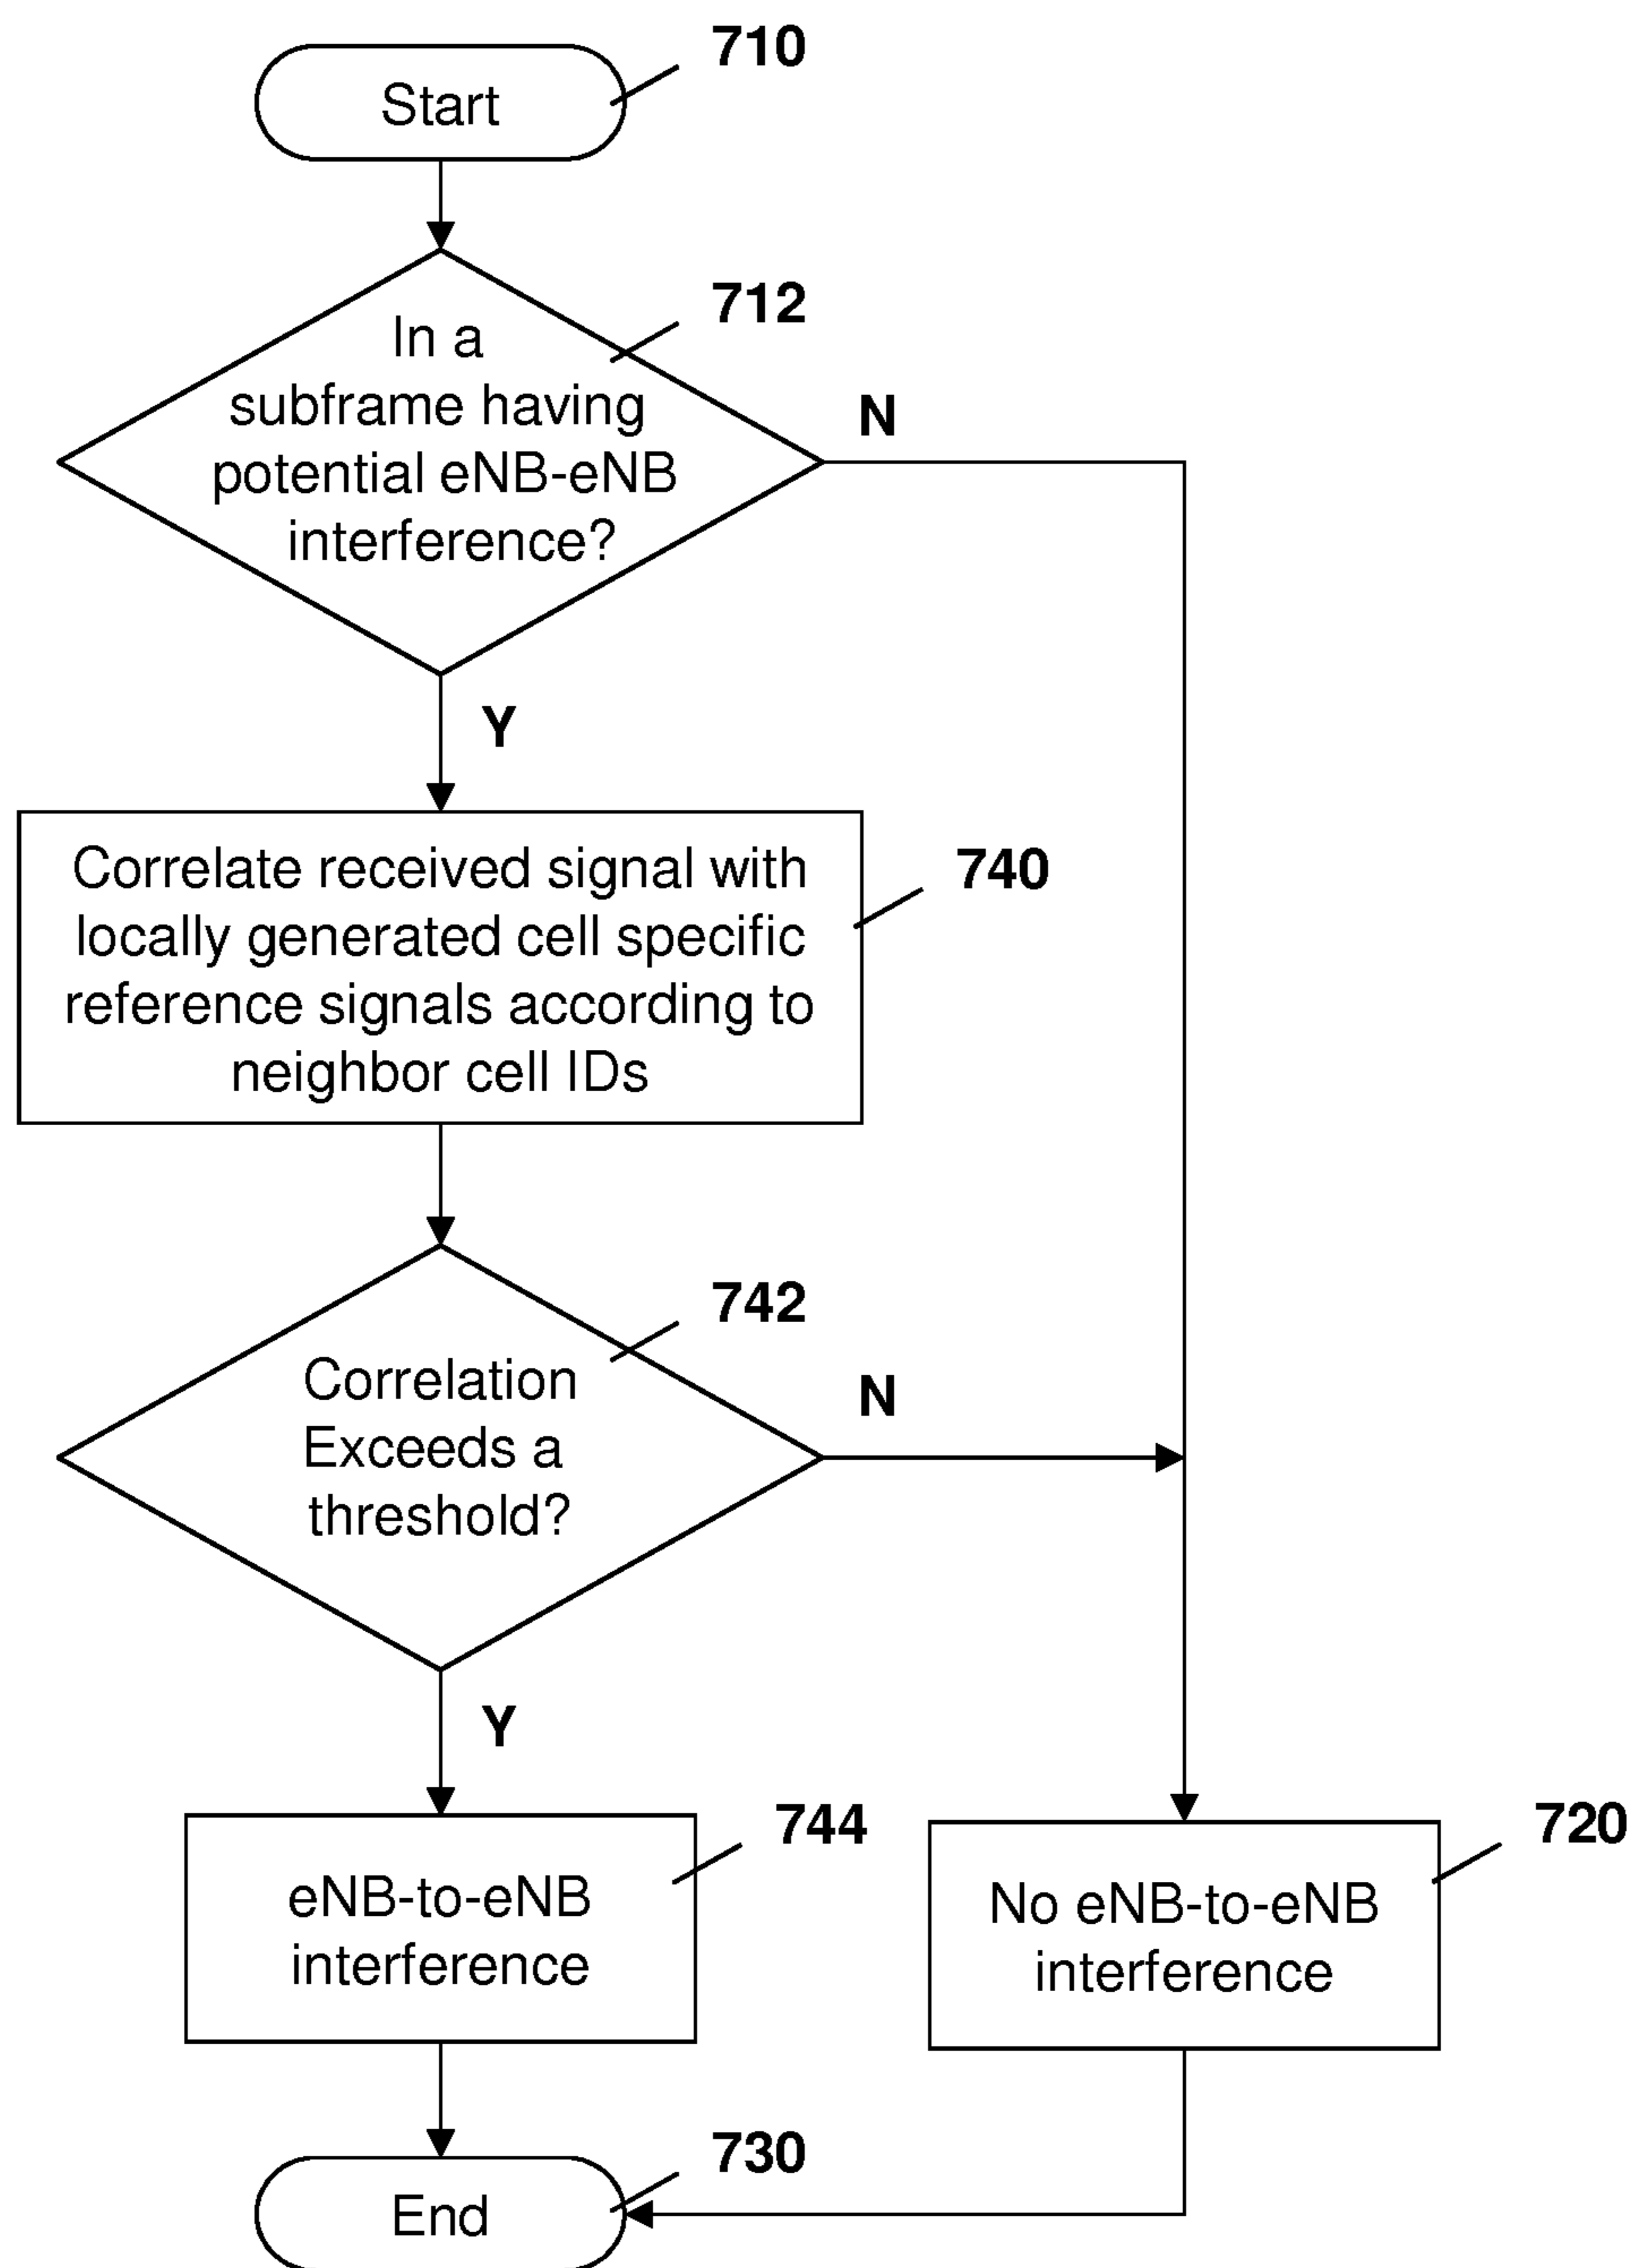 710
Start
712
In a
subframe having
potential eNB-eNB
interference?
N
Y
740
Correlate received signal with
locally generated cell specific
reference signals according to
neighbor cell IDs
742
Correlation
Exceeds a
threshold?
N
Y
744
eNB-to-eNB
interference
720
No eNB-to-eNB
interference
730
End